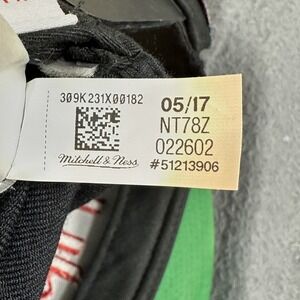 309K231X00182
05/17
NT78Z
022602
Mitchell & Ness
#51213906